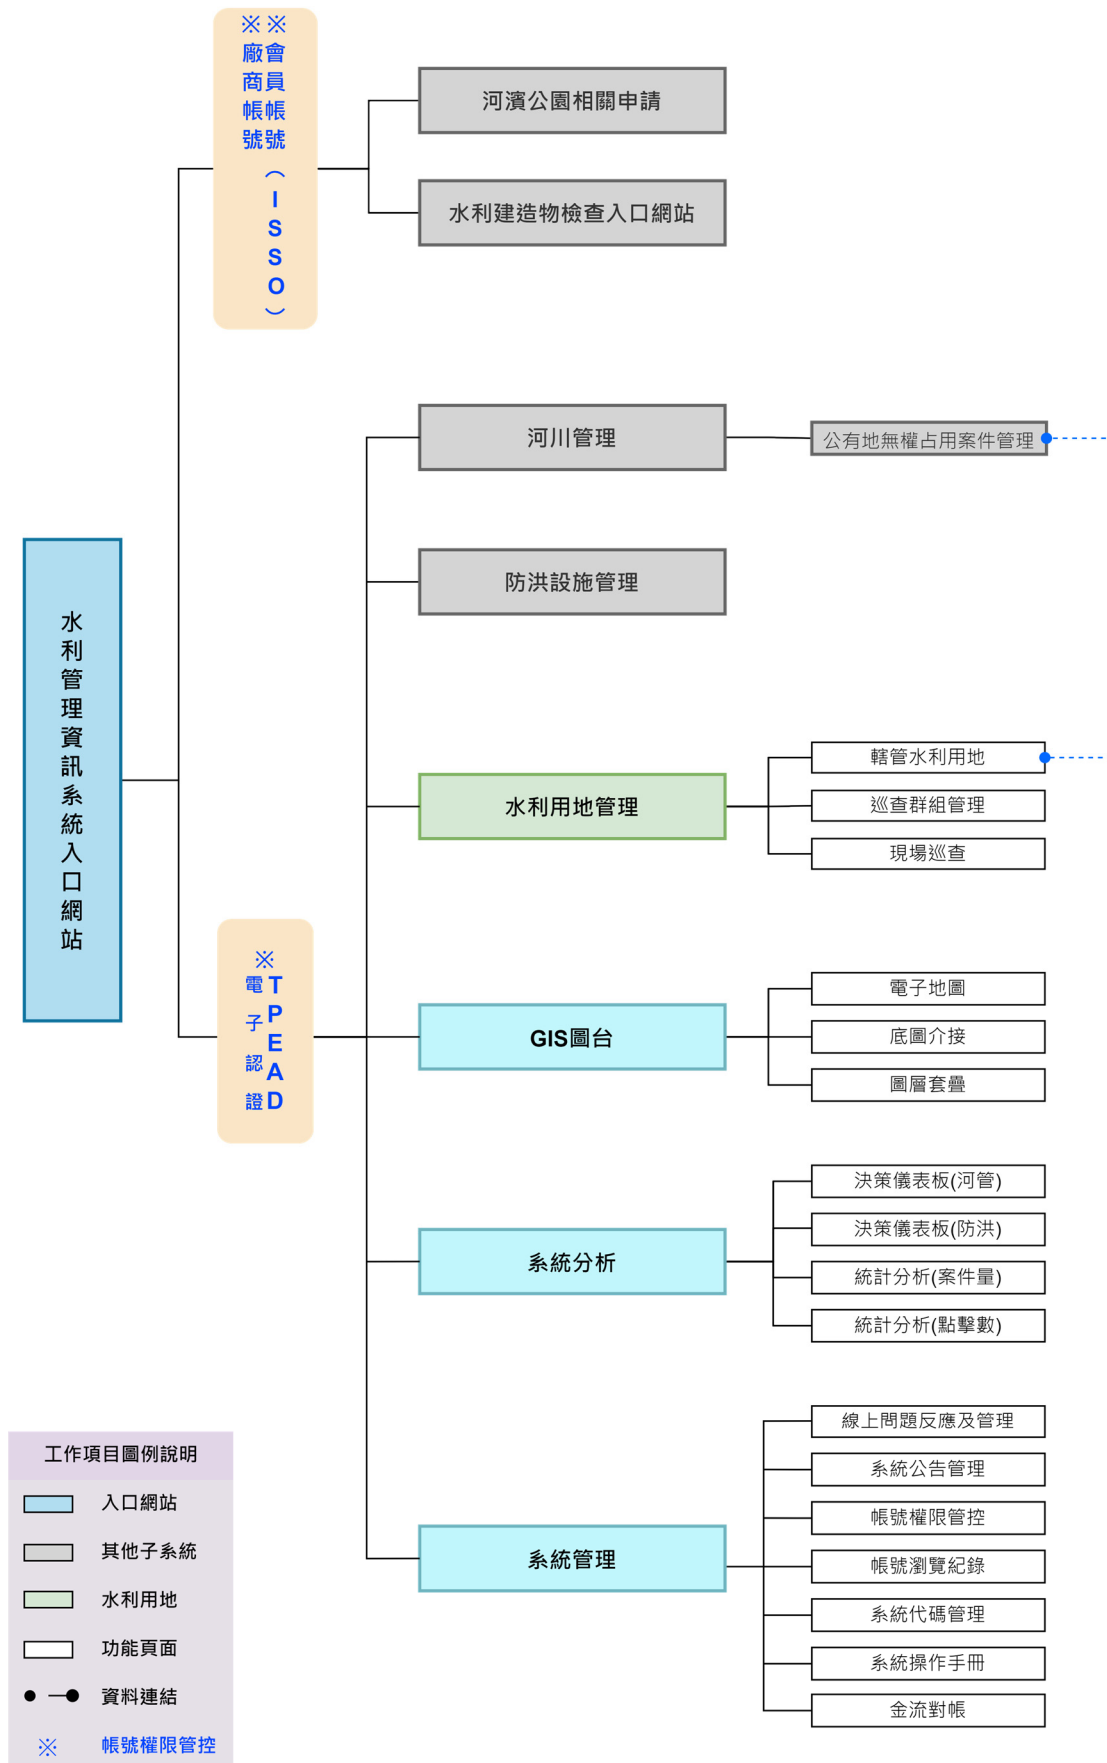 水利管理資訊系統入口網站
※會員帳號（ISSO）
※廠商帳號
河濱公園相關申請
水利建造物檢查入口網站
※TPEAD
電子認證
河川管理
公有地無權占用案件管理
防洪設施管理
水利用地管理
轄管水利用地
巡查群組管理
現場巡查
GIS圖台
電子地圖
底圖介接
圖層套疊
系統分析
決策儀表板(河管)
決策儀表板(防洪)
統計分析(案件量)
統計分析(點擊數)
系統管理
線上問題反應及管理
系統公告管理
帳號權限管控
帳號瀏覽紀錄
系統代碼管理
系統操作手冊
金流對帳
工作項目圖例說明
入口網站
其他子系統
水利用地
功能頁面
資料連結
※ 帳號權限管控